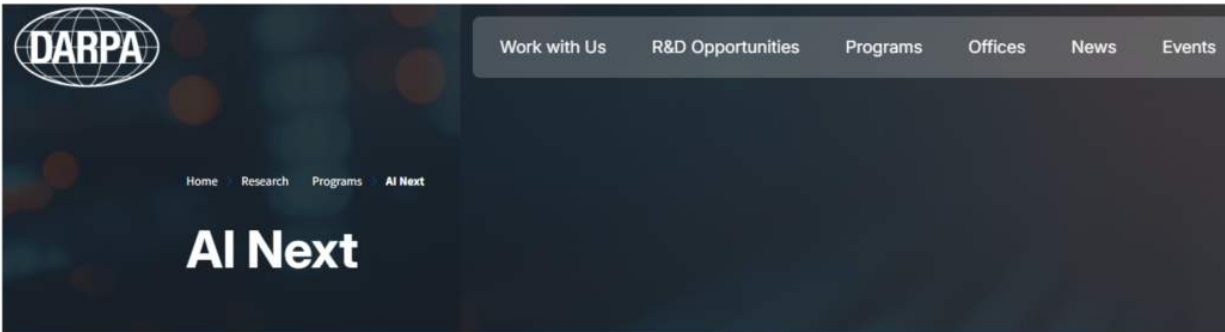 DARPA
Work with Us R&D Opportunities Programs Offices News Events
Home Research Programs AI Next
AI Next